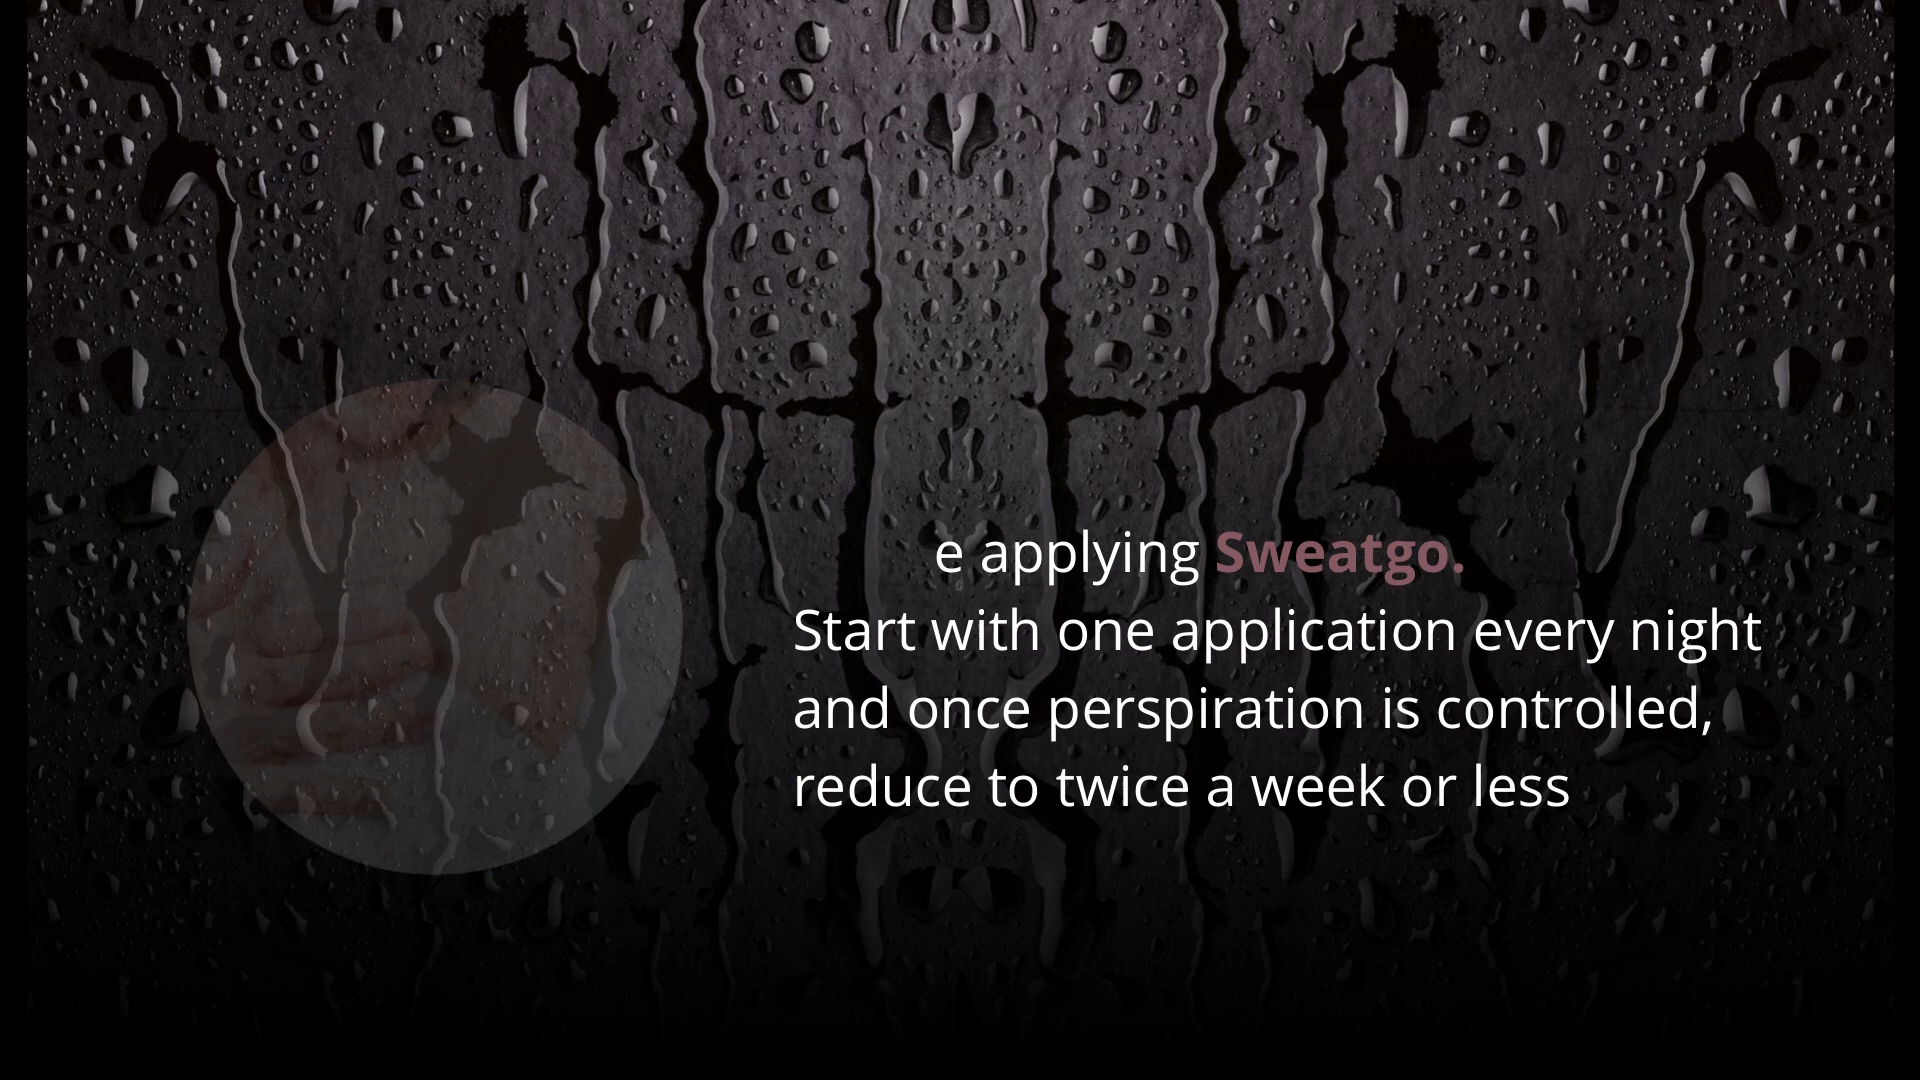 e applying Sweatgo.
Start with one application every night
and once perspiration is controlled,
reduce to twice a week or less